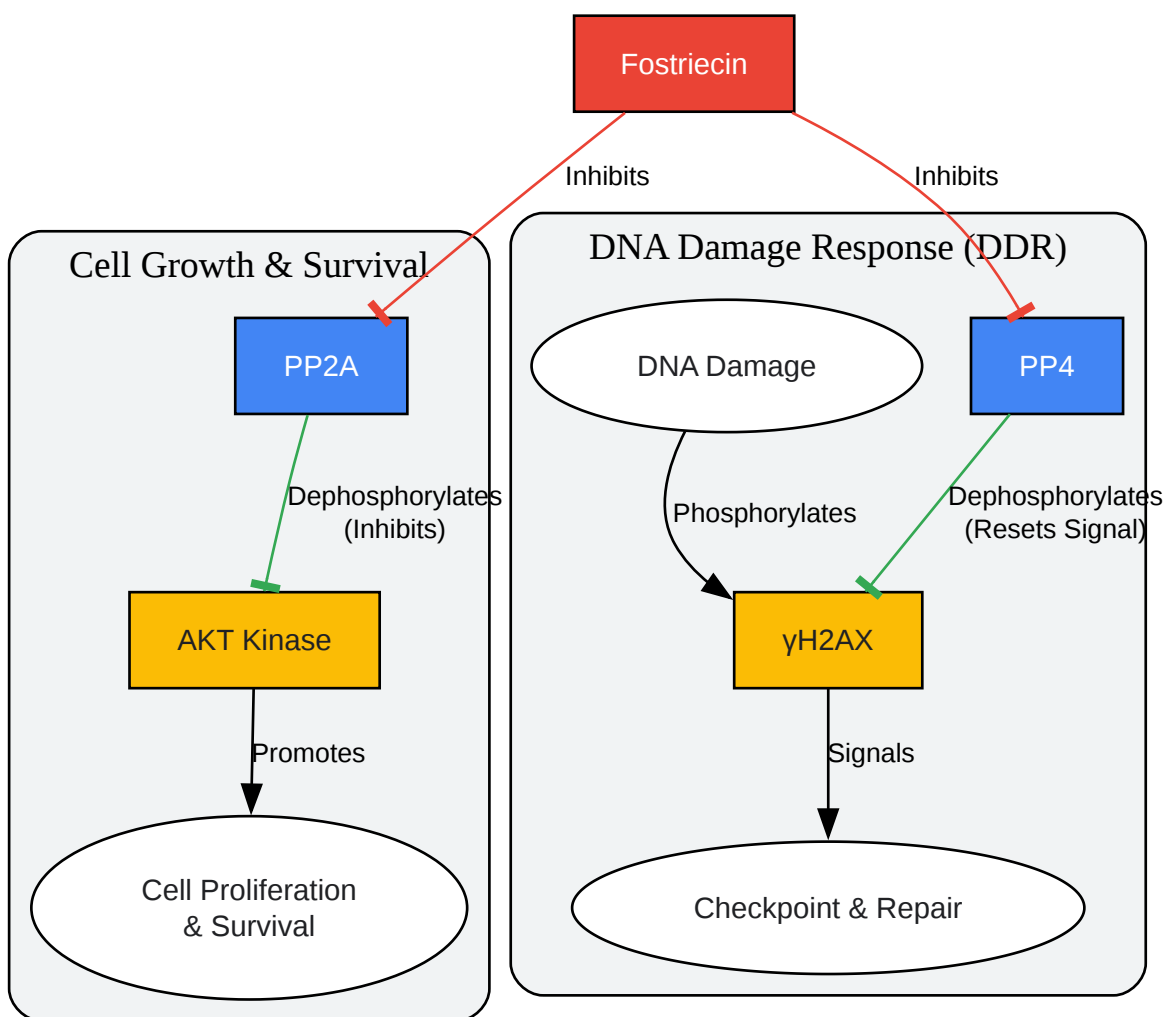 Fostriecin
Inhibits
Inhibits
Cell Growth & Survival
PP2A
Dephosphorylates
(Inhibits)
AKT Kinase
Promotes
Cell Proliferation
& Survival
DNA Damage Response (DDR)
DNA Damage
PP4
Phosphorylates
Dephosphorylates
(Resets Signal)
γH2AX
Signals
Checkpoint & Repair